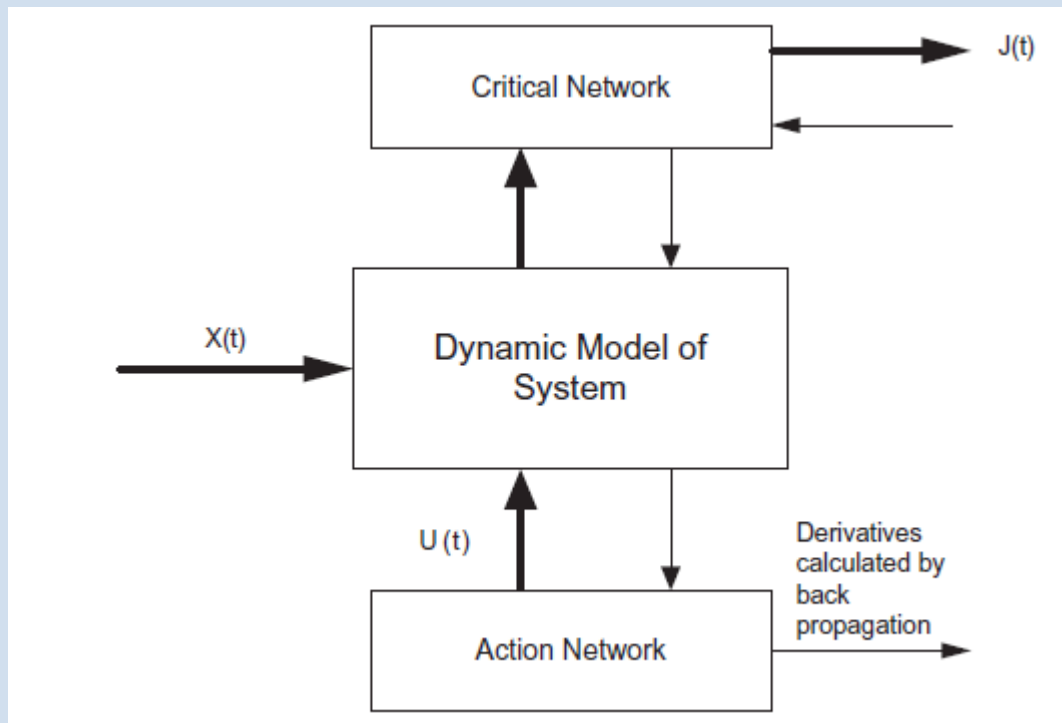 J(t)
Critical Network
X(t)
Dynamic Model of
System
U (t)
Derivatives
calculated by
back
propagation
Action Network